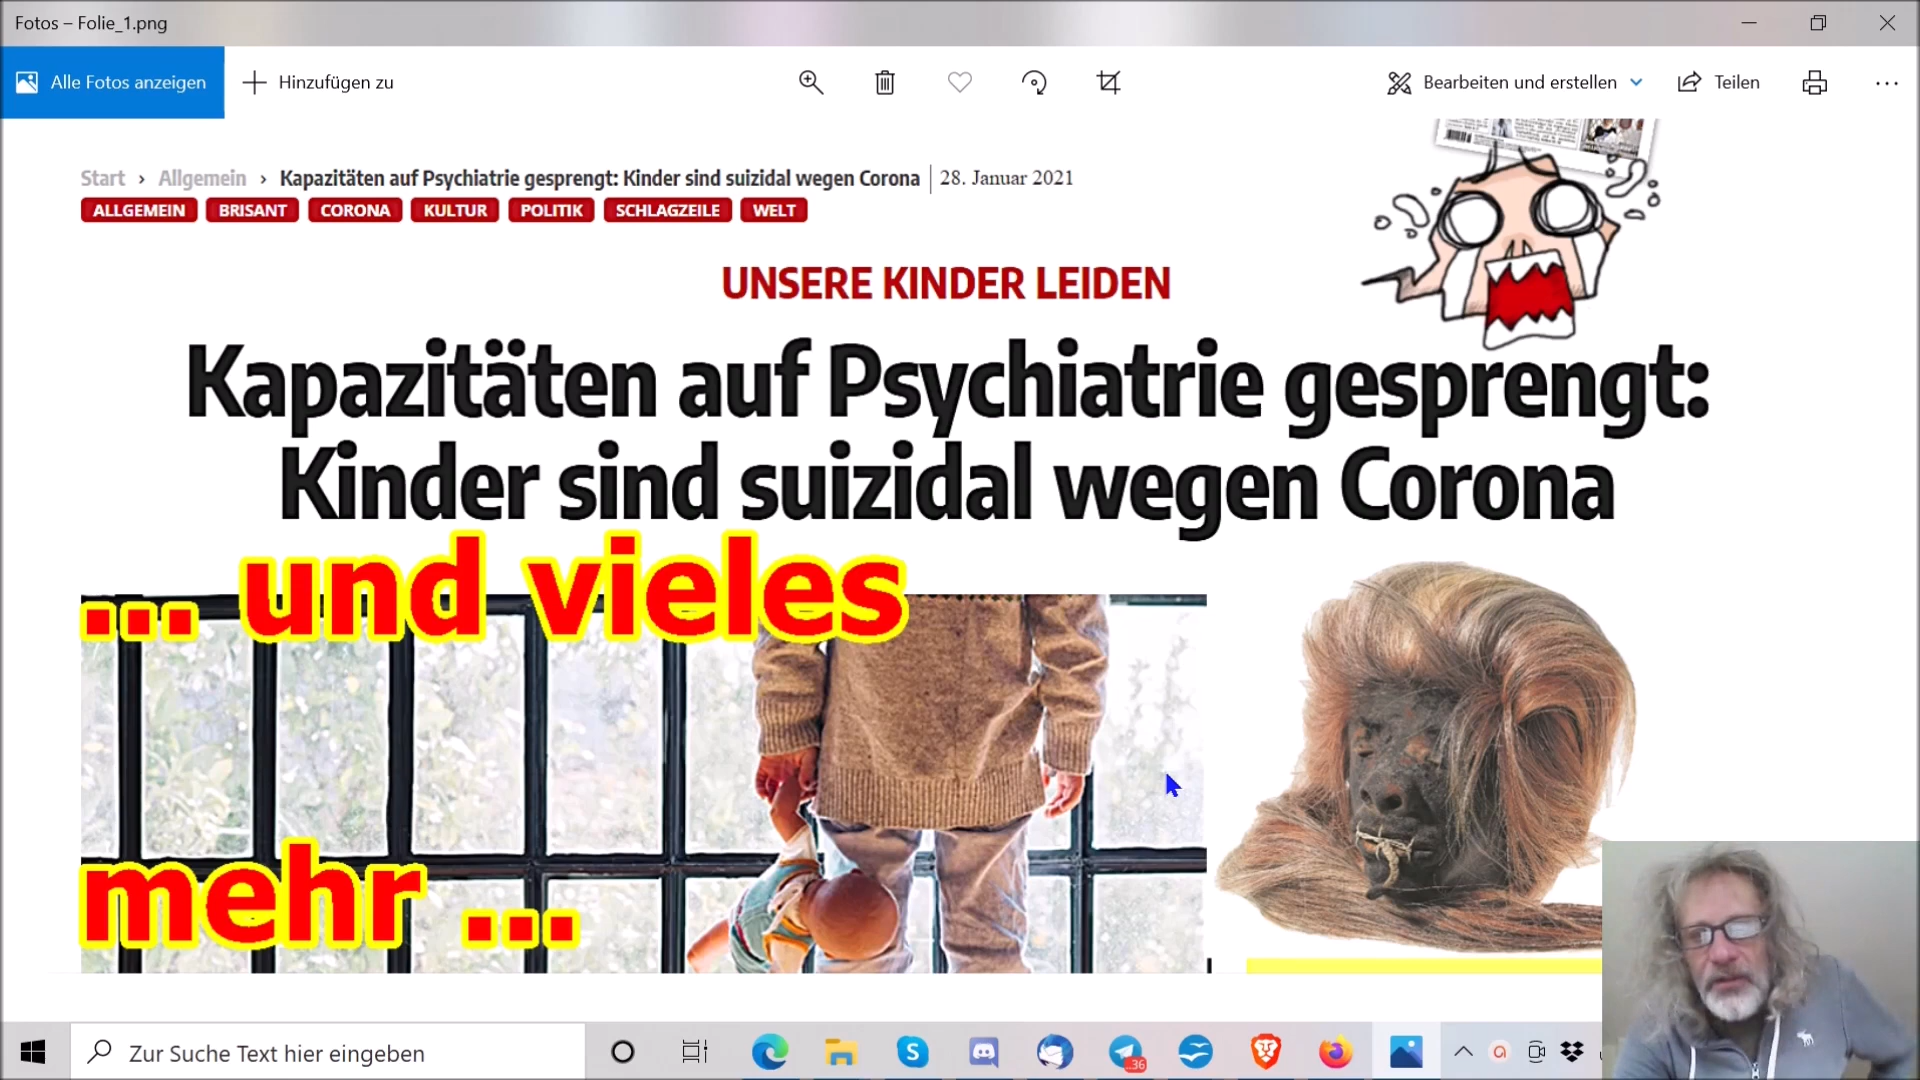 Fotos – Folie_1.png
Alle Fotos anzeigen
Hinzufügen zu
Bearbeiten und erstellen
Teilen
Start › Allgemein › Kapazitäten auf Psychiatrie gesprengt: Kinder sind suizidal wegen Corona 28. Januar 2021
ALLGEMEIN BRISANT CORONA KULTUR POLITIK SCHLAGZEILE WELT
UNSERE KINDER LEIDEN
Kapazitäten auf Psychiatrie gesprengt:
Kinder sind suizidal wegen Corona
... und vieles
mehr ...
Zur Suche Text hier eingeben
36